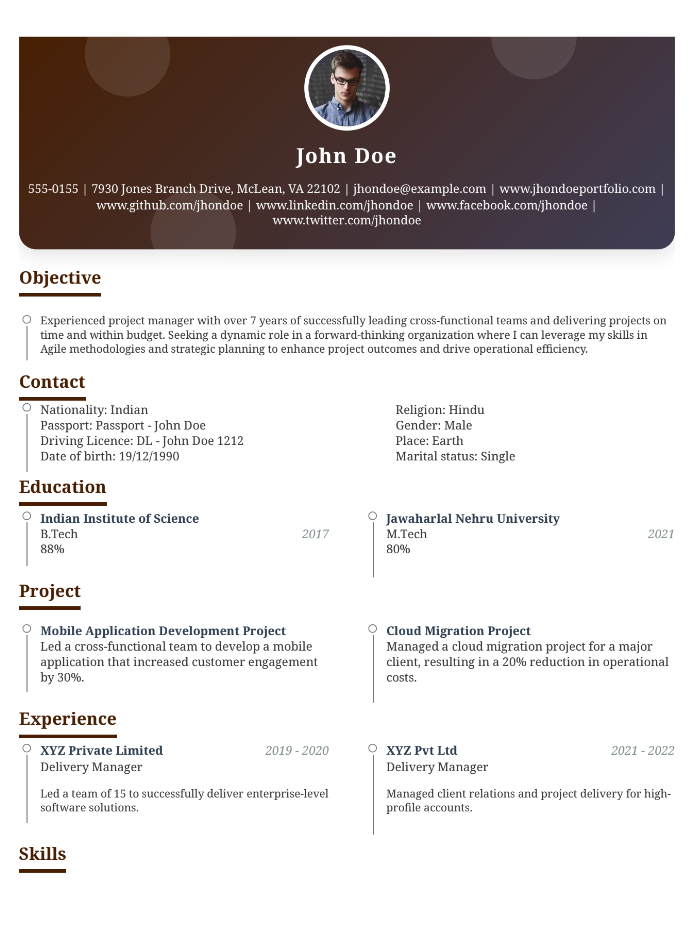 John Doe
555-0155 | 7930 Jones Branch Drive, McLean, VA 22102 | jhondoe@example.com | www.jhondoeportfolio.com |
www.github.com/jhondoe | www.linkedin.com/jhondoe | www.facebook.com/jhondoe |
www.twitter.com/jhondoe
Objective
Experienced project manager with over 7 years of successfully leading cross-functional teams and delivering projects on
time and within budget. Seeking a dynamic role in a forward-thinking organization where I can leverage my skills in
Agile methodologies and strategic planning to enhance project outcomes and drive operational efficiency.
Contact
Nationality: Indian
Passport: Passport - John Doe
Driving Licence: DL - John Doe 1212
Date of birth: 19/12/1990
Religion: Hindu
Gender: Male
Place: Earth
Marital status: Single
Education
Indian Institute of Science
B.Tech 2017
88%
Jawaharlal Nehru University
M.Tech 2021
80%
Project
Mobile Application Development Project
Led a cross-functional team to develop a mobile
application that increased customer engagement
by 30%.
Cloud Migration Project
Managed a cloud migration project for a major
client, resulting in a 20% reduction in operational
costs.
Experience
XYZ Private Limited 2019 - 2020
Delivery Manager
Led a team of 15 to successfully deliver enterprise-level
software solutions.
XYZ Pvt Ltd 2021 - 2022
Delivery Manager
Managed client relations and project delivery for high-
profile accounts.
Skills